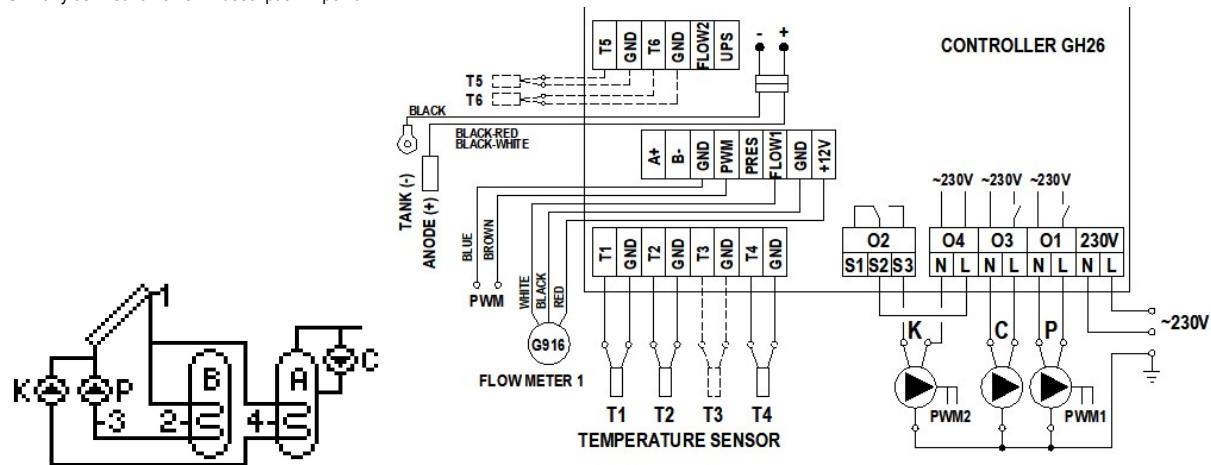 T5 GND T6 GND FLOW2 UPS
- +
CONTROLLER GH26
T5
T6
BLACK
BLACK-RED
BLACK-WHITE
TANK (-)
ANODE (+)
A+ B- GND PWM PRES FLOW1 GND +12V
~230V ~230V ~230V
BLUE
BROWN
O2 O4 O3 O1 230V
S1 S2 S3 N L N L N L N L
T1 GND T2 GND T3 GND T4 GND
PWM
WHITE
BLACK
RED
~230V
K C P
G916
FLOW METER 1
PWM2 PWM1
T1 T2 T3 T4
TEMPERATURE SENSOR
1
K P B A C
3 2 4